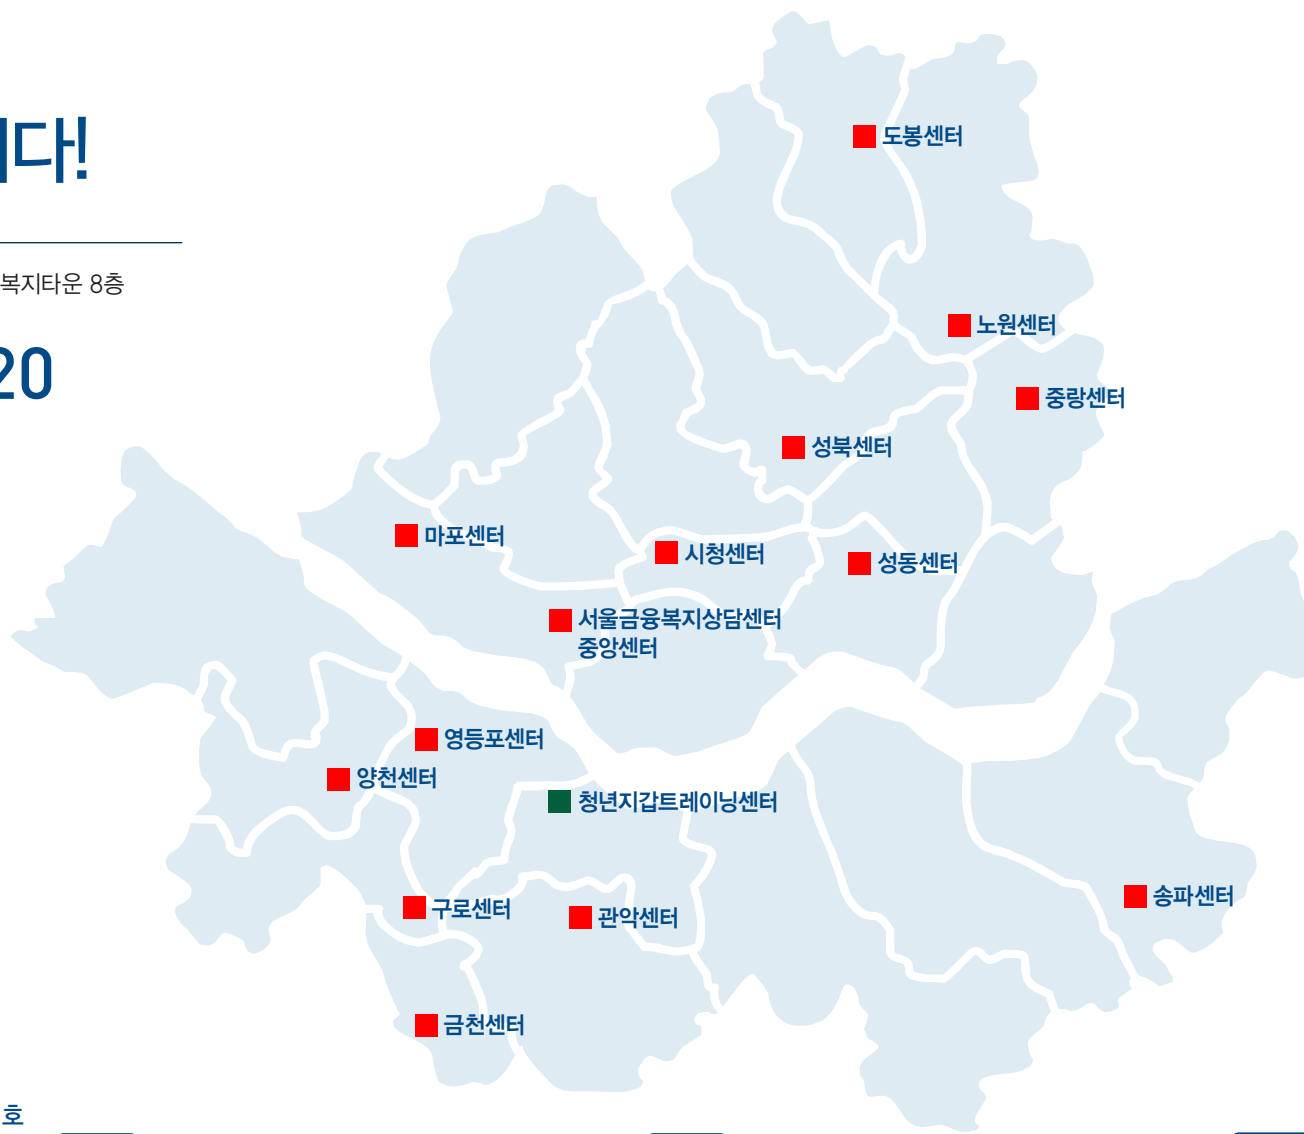 다!
복지타운 8층
20
도봉센터
노원센터
중랑센터
성북센터
마포센터
시청센터
성동센터
서울금융복지상담센터
중앙센터
영등포센터
양천센터
청년지갑트레이닝센터
구로센터
관악센터
송파센터
금천센터
호